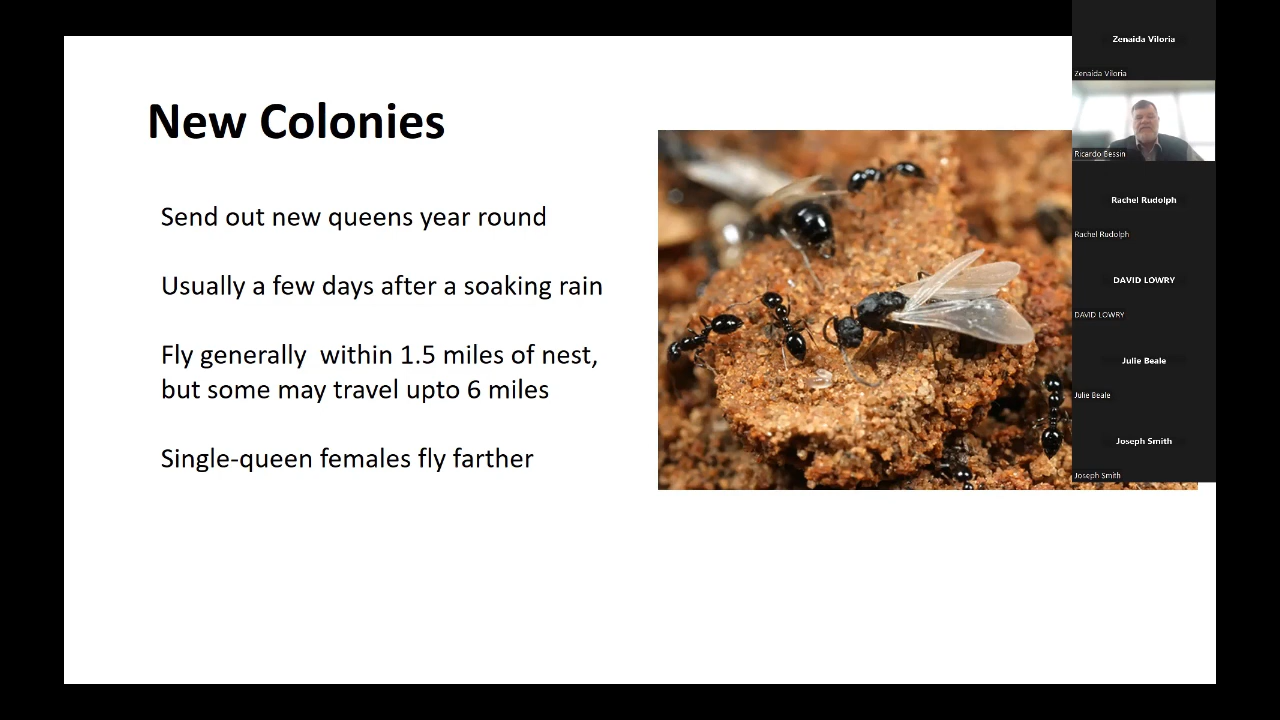 New Colonies
Send out new queens year round
Usually a few days after a soaking rain
Fly generally  within 1.5 miles of nest,
but some may travel upto 6 miles
Single-queen females fly farther
Zenaida Viloria
Zenaida Viloria
Ricardo Bessin
Rachel Rudolph
Rachel Rudolph
DAVID LOWRY
DAVID LOWRY
Julie Beale
Julie Beale
Joseph Smith
Joseph Smith